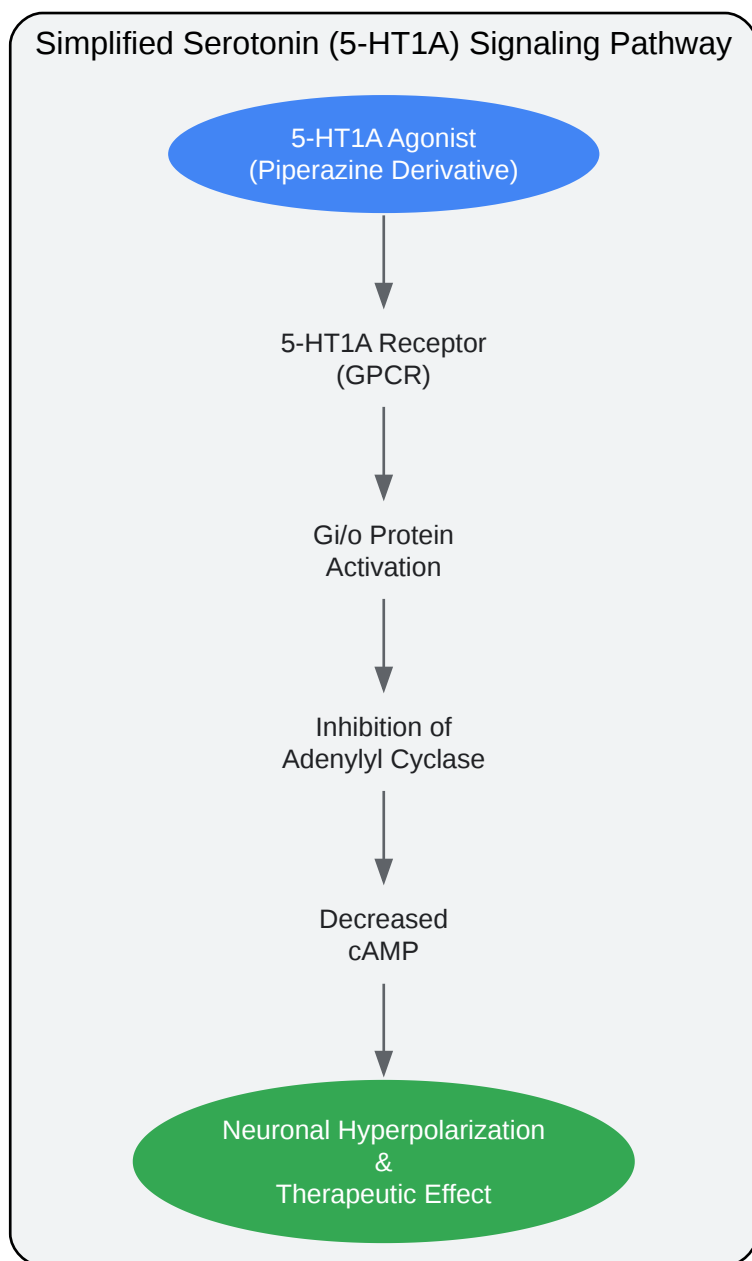 Simplified Serotonin (5-HT1A) Signaling Pathway
5-HT1A Agonist
(Piperazine Derivative)
5-HT1A Receptor
(GPCR)
Gi/o Protein
Activation
Inhibition of
Adenylyl Cyclase
Decreased
cAMP
Neuronal Hyperpolarization
&
Therapeutic Effect